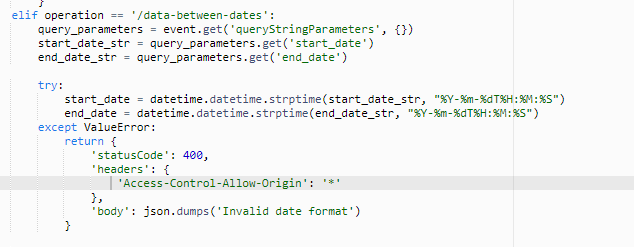 }
elif operation == '/data-between-dates':
query_parameters = event.get('queryStringParameters', {})
start_date_str = query_parameters.get('start_date')
end_date_str = query_parameters.get('end_date')
try:
start_date = datetime.datetime.strptime(start_date_str, "%Y-%m-%dT%H:%M:%S")
end_date = datetime.datetime.strptime(end_date_str, "%Y-%m-%dT%H:%M:%S")
except ValueError:
return {
'statusCode': 400,
'headers': {
'Access-Control-Allow-Origin': '*'
},
'body': json.dumps('Invalid date format')
}